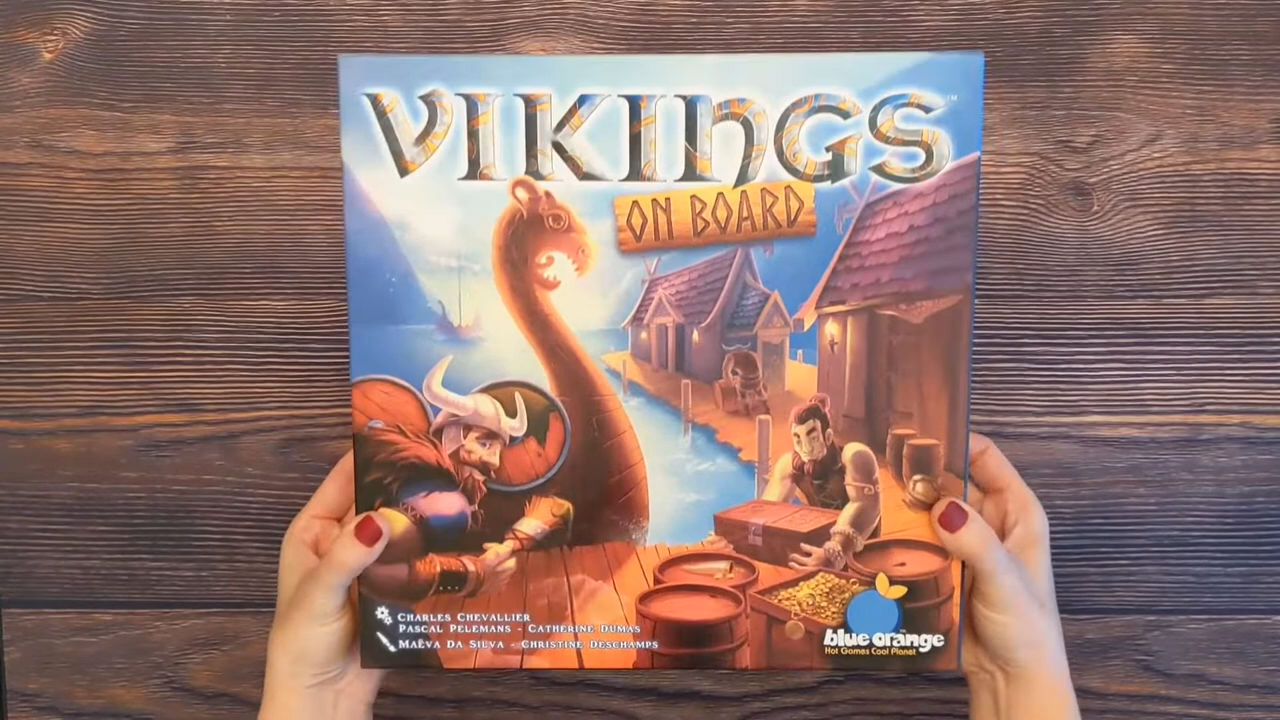 VIKINGS™
ON BOARD
CHARLES CHEVALLIER
PASCAL PELEMANS - CATHERINE DUMAS
MAËVA DA SILVA - CHRISTINE DESCHAMPS
blue orange
Hot Games Cool Planet